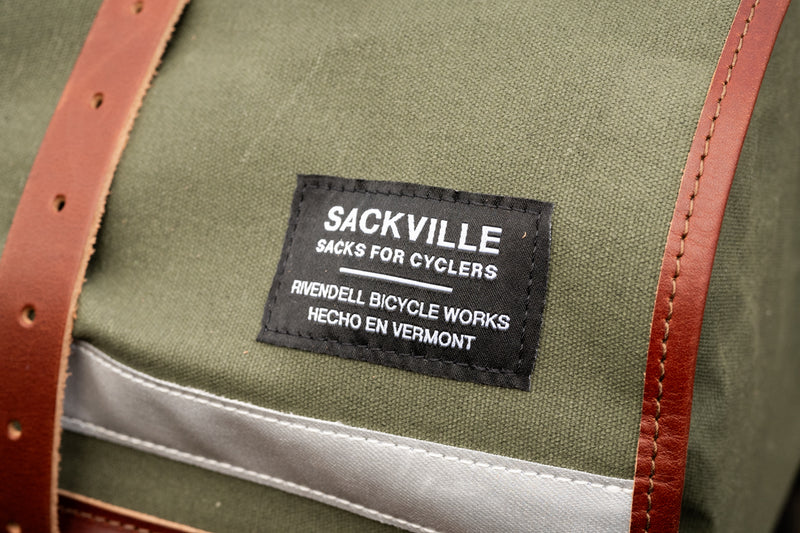 SACKVILLE
SACKS FOR CYCLERS
RIVENDELL BICYCLE WORKS
HECHO EN VERMONT